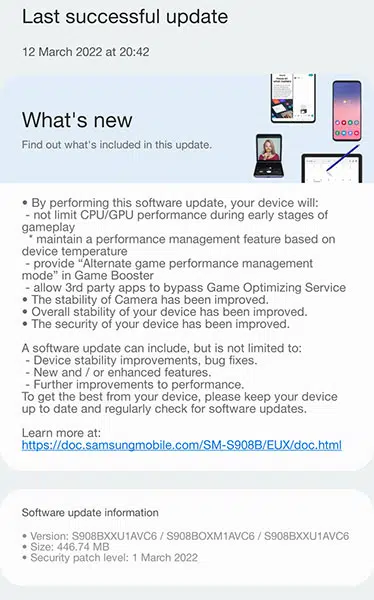 Last successful update
12 March 2022 at 20:42
What's new
Find out what's included in this update.
• By performing this software update, your device will:
- not limit CPU/GPU performance during early stages of
gameplay
* maintain a performance management feature based on
device temperature
- provide “Alternate game performance management
mode” in Game Booster
- allow 3rd party apps to bypass Game Optimizing Service
• The stability of Camera has been improved.
• Overall stability of your device has been improved.
• The security of your device has been improved.
A software update can include, but is not limited to:
- Device stability improvements, bug fixes.
- New and / or enhanced features.
- Further improvements to performance.
To get the best from your device, please keep your device
up to date and regularly check for software updates.
Learn more at:
https://doc.samsungmobile.com/SM-S908B/EUX/doc.html
Software update information
• Version: S908BXXU1AVC6 / S908BOXM1AVC6 / S908BXXU1AVC6
• Size: 446.74 MB
• Security patch level: 1 March 2022